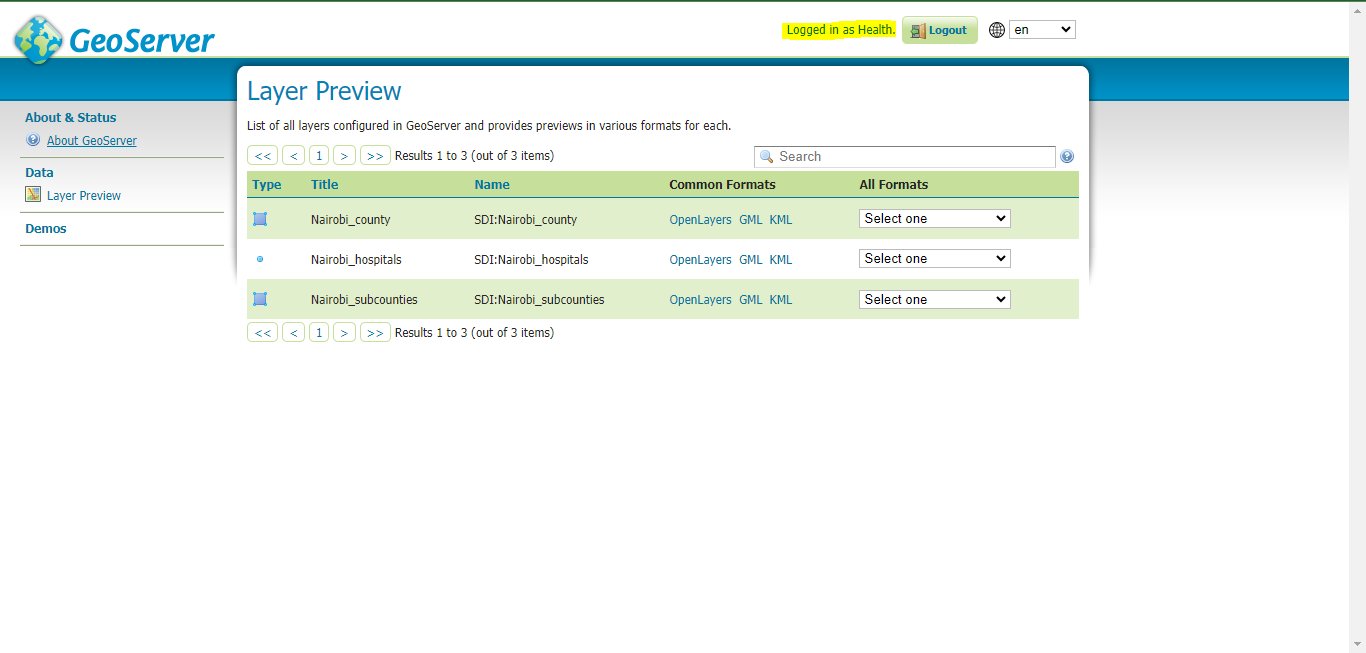 GeoServer
Logged in as Health. Logout en
About & Status
About GeoServer
Data
Layer Preview
Demos
Layer Preview
List of all layers configured in GeoServer and provides previews in various formats for each.
<< < 1 > >> Results 1 to 3 (out of 3 items) Search
Type Title Name Common Formats All Formats
Nairobi_county SDI:Nairobi_county OpenLayers GML KML Select one
Nairobi_hospitals SDI:Nairobi_hospitals OpenLayers GML KML Select one
Nairobi_subcounties SDI:Nairobi_subcounties OpenLayers GML KML Select one
<< < 1 > >> Results 1 to 3 (out of 3 items)